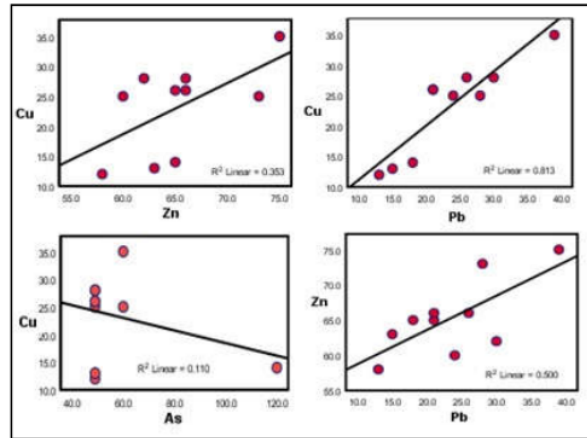 35.0
30.0
25.0
Cu
20.0
15.0
10.0
R² Linear = 0.353
55.0 60.0 65.0 70.0 75.0
Zn
35.0
30.0
25.0
Cu
20.0
15.0
10.0
R² Linear = 0.813
10.0 15.0 20.0 25.0 30.0 35.0 40.0
Pb
35.0
30.0
Cu
25.0
20.0
15.0
10.0
R² Linear = 0.110
40.0 60.0 80.0 100.0 120.0
As
75.0
70.0
Zn
65.0
60.0
55.0
R² Linear = 0.500
10.0 15.0 20.0 25.0 30.0 35.0 40.0
Pb